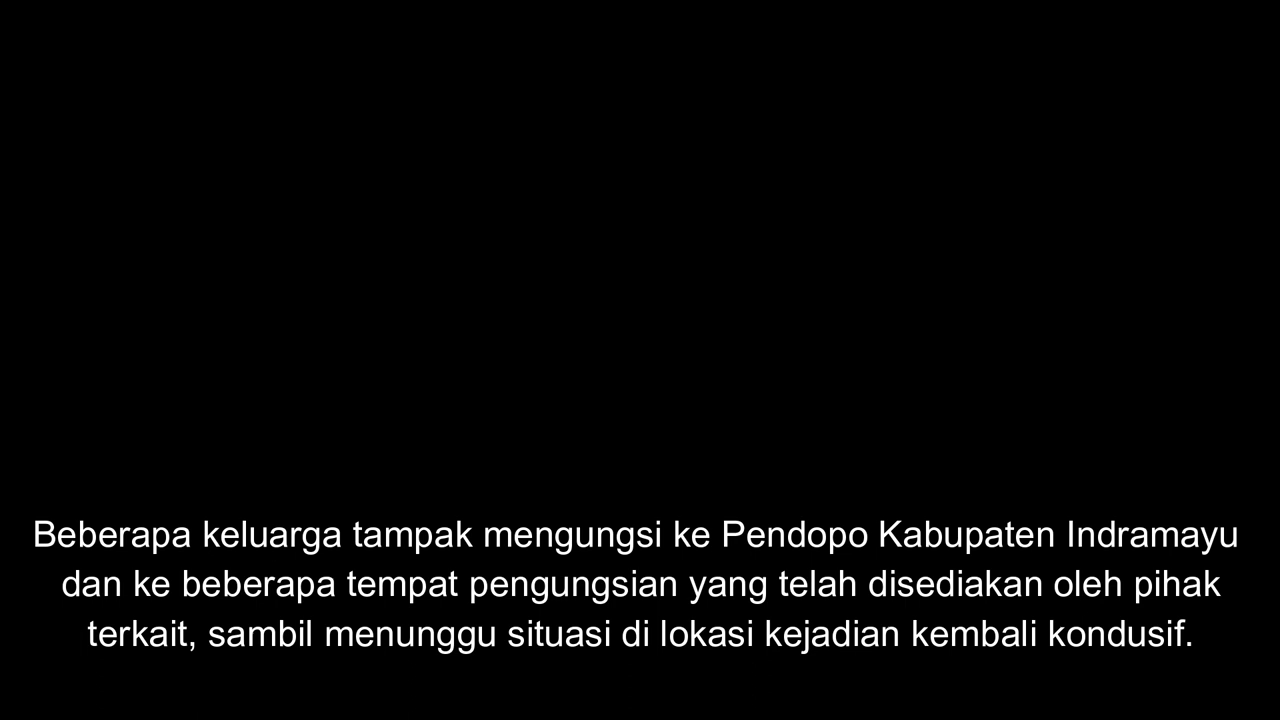 Beberapa keluarga tampak mengungsi ke Pendopo Kabupaten Indramayu
dan ke beberapa tempat pengungsian yang telah disediakan oleh pihak
terkait, sambil menunggu situasi di lokasi kejadian kembali kondusif.